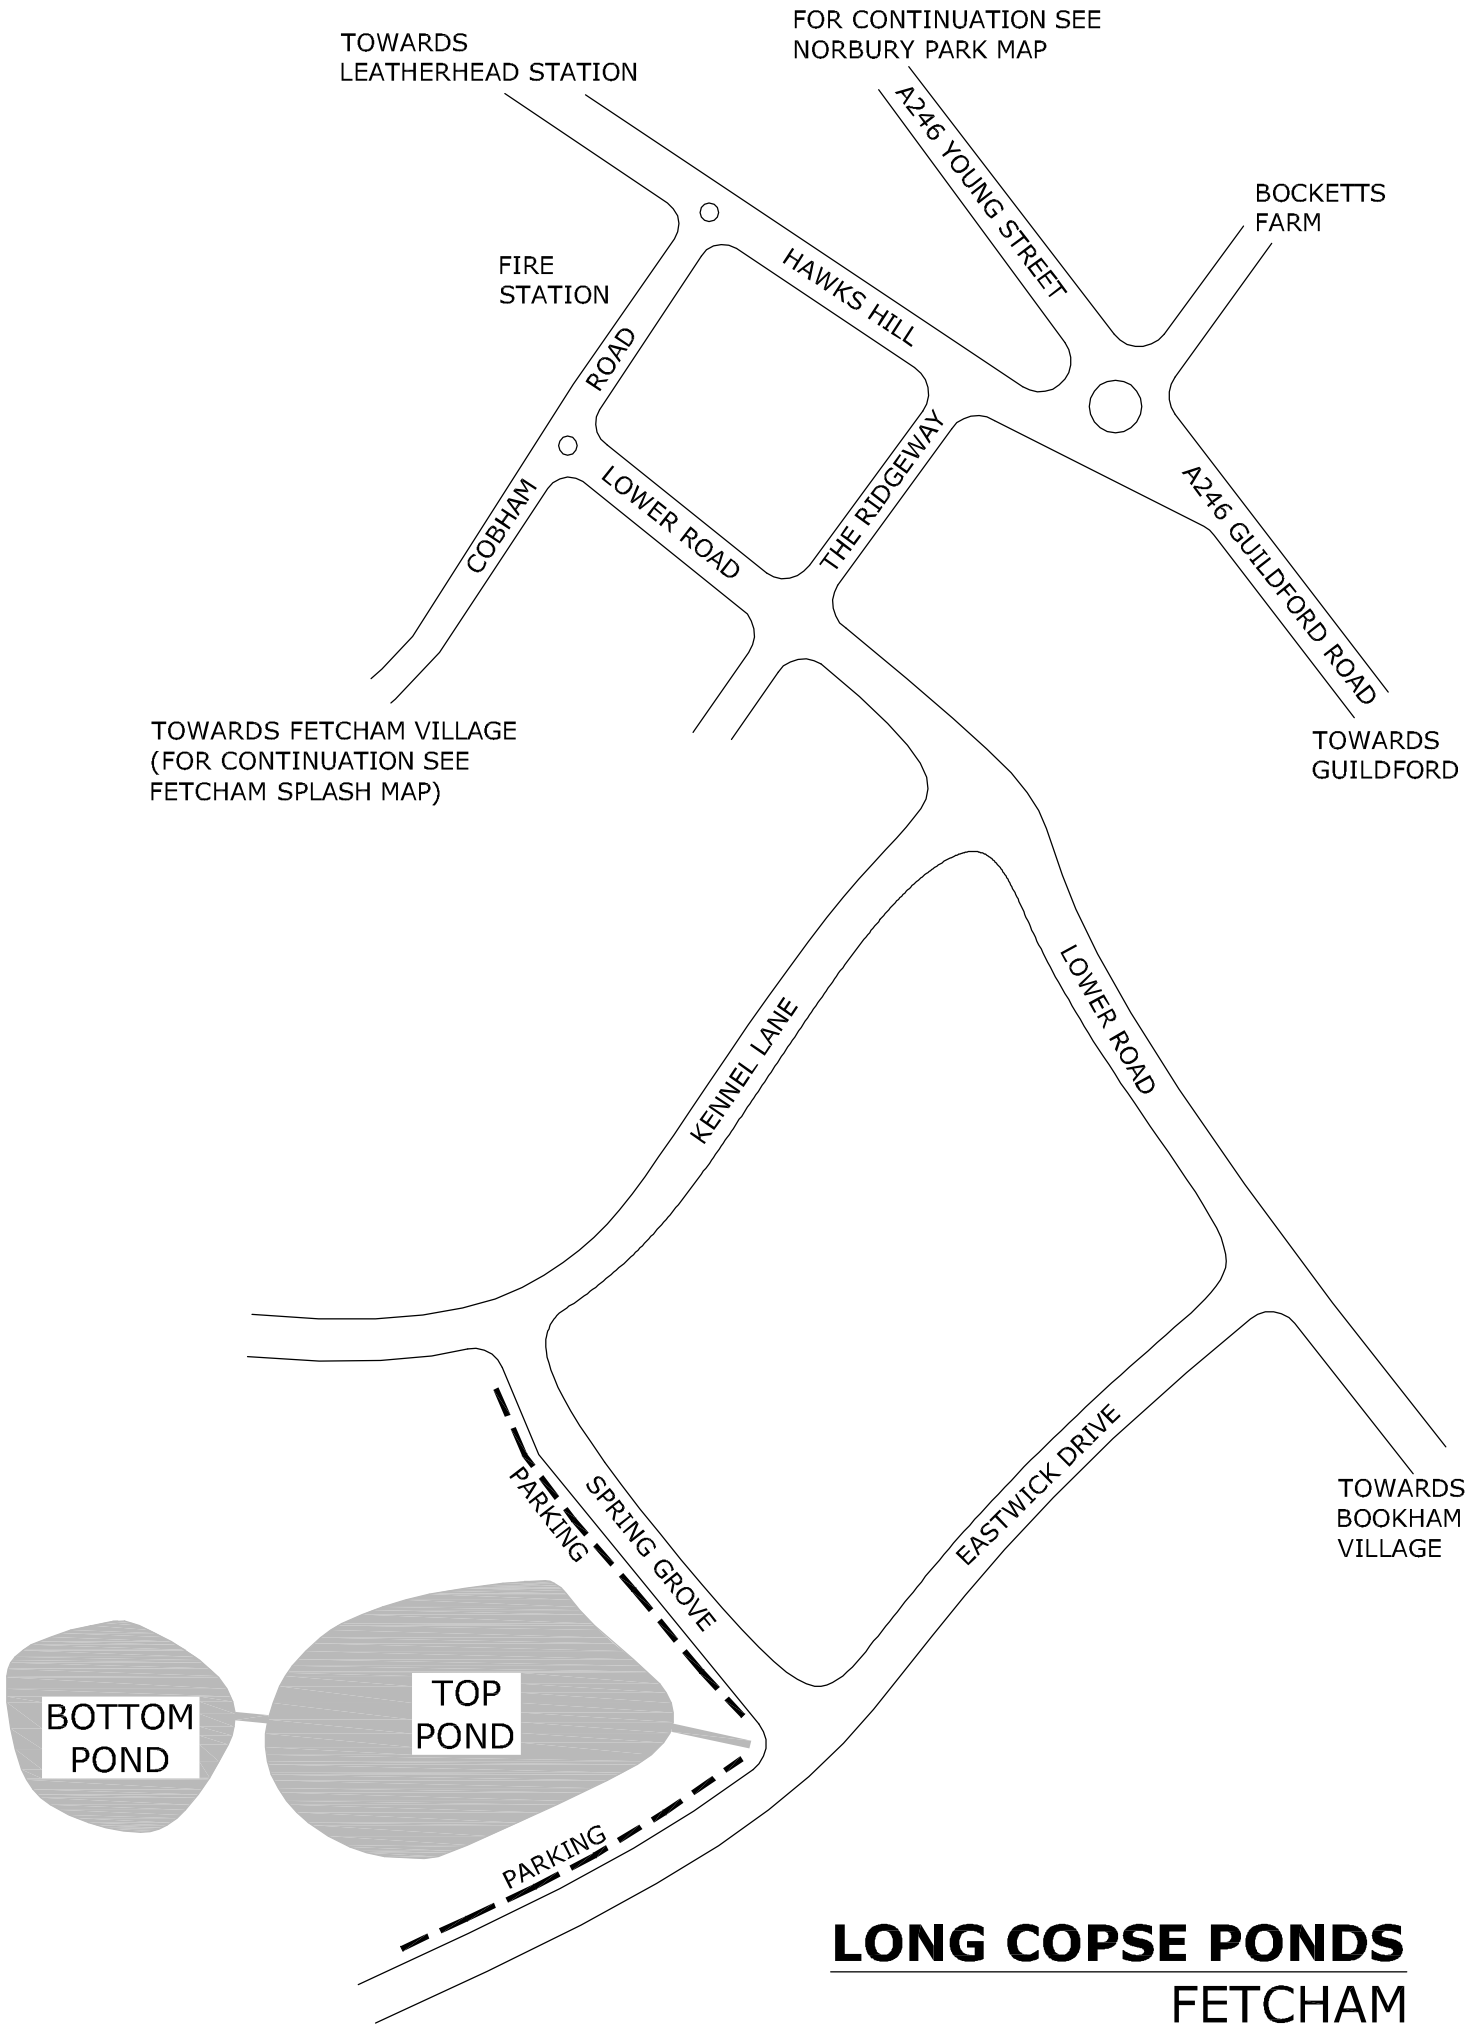 FOR CONTINUATION SEE
NORBURY PARK MAP
TOWARDS
LEATHERHEAD STATION
A246 YOUNG STREET
BOCKETTS
FARM
FIRE
STATION
HAWKS HILL
ROAD
COBHAM
LOWER ROAD
THE RIDGEWAY
A246 GUILDFORD ROAD
TOWARDS FETCHAM VILLAGE
(FOR CONTINUATION SEE
FETCHAM SPLASH MAP)
TOWARDS
GUILDFORD
LOWER ROAD
KENNEL LANE
EASTWICK DRIVE
PARKING
SPRING GROVE
TOWARDS
BOOKHAM
VILLAGE
TOP
POND
BOTTOM
POND
PARKING
LONG COPSE PONDS
FETCHAM